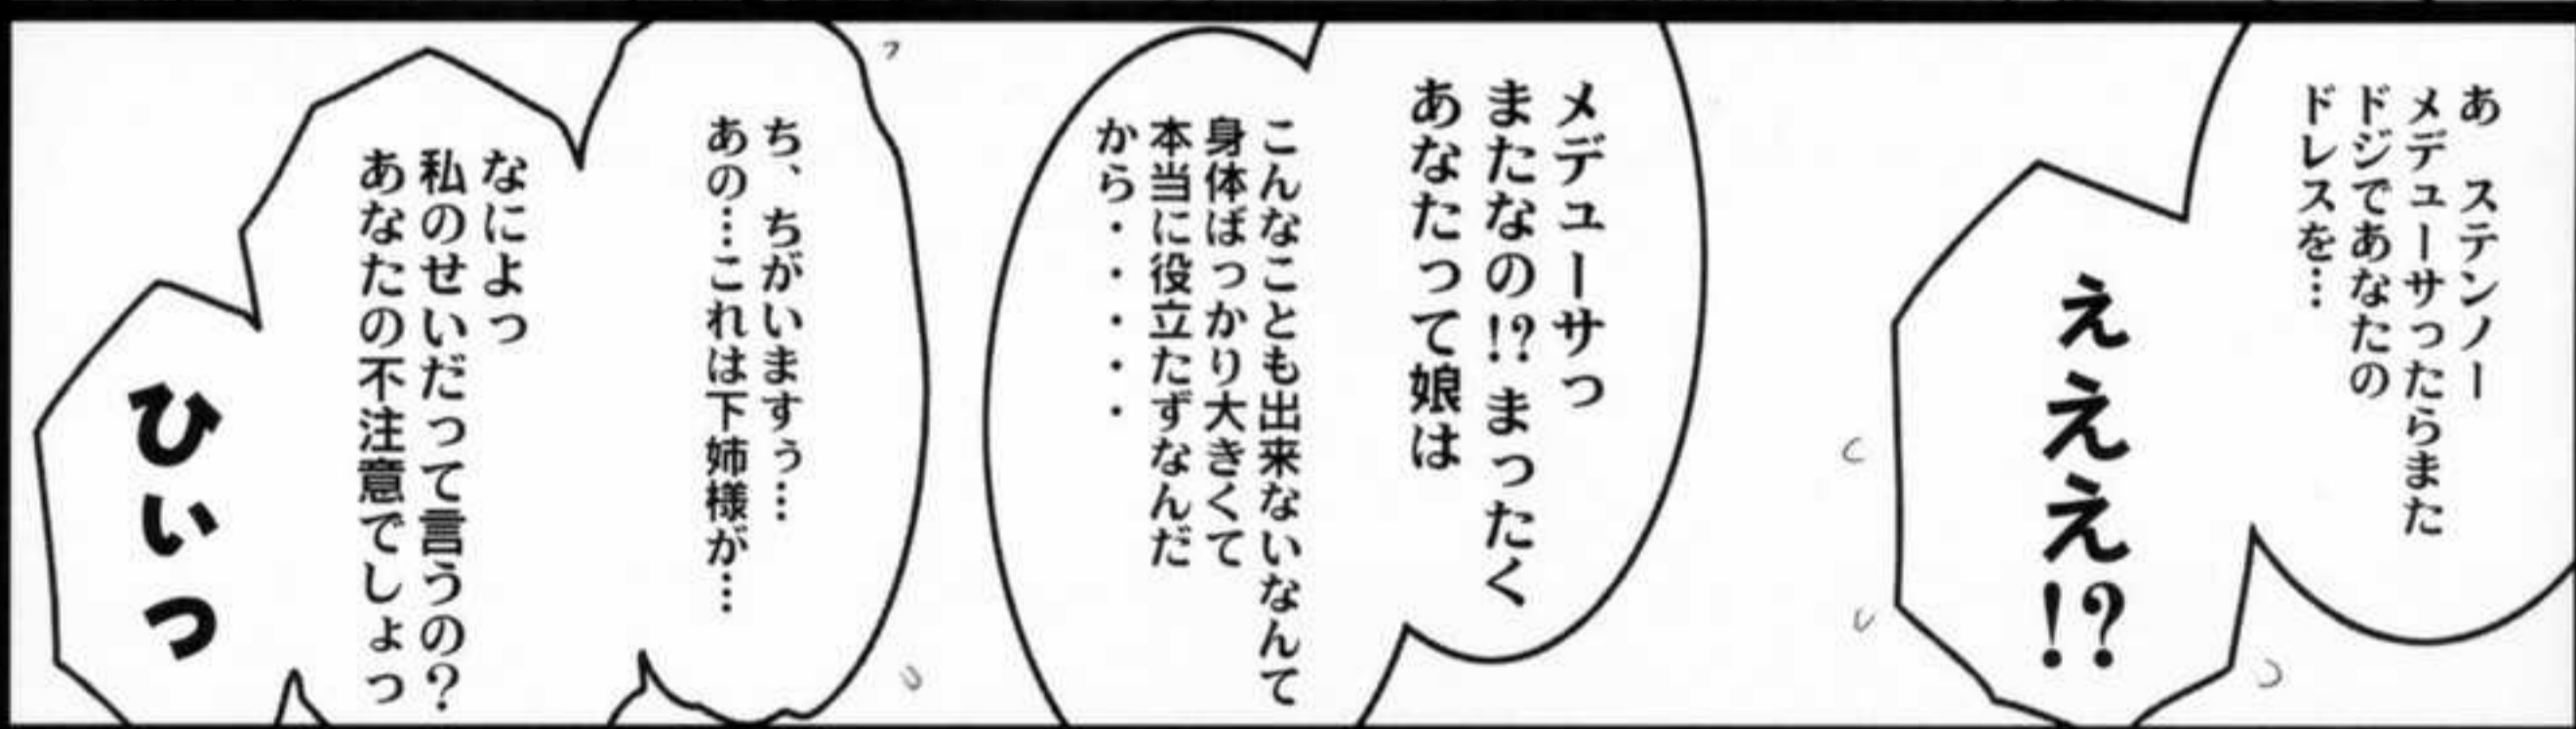 あ　ステンノー
メデューサったらまた
ドジであなたの
ドレスを…
えええ!?
メデューサっ
またなの!? まったく
あなたって娘は
こんなことも出来ないなんて
身体ばっかり大きくて
本当に役立たずなんだ
から・・・・・
ち、ちがいますぅ…
あの…これは下姉様が…
なによっ
私のせいだって言うの？
あなたの不注意でしょっ
ひぃっ